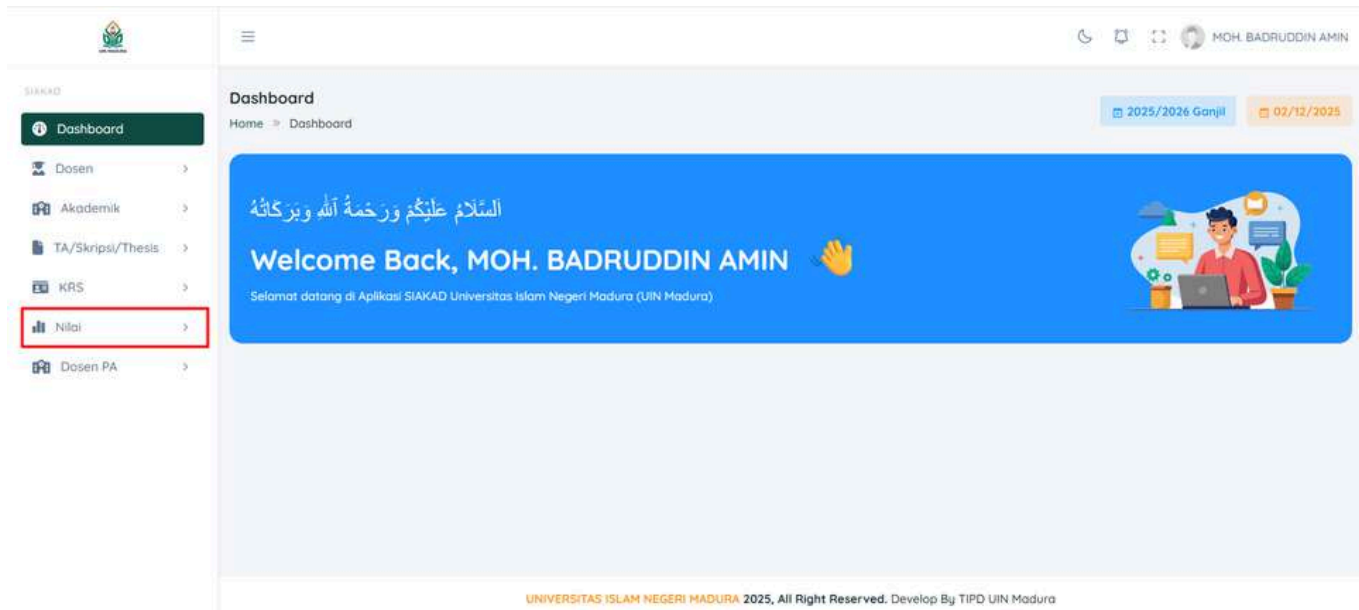 MOH. BADRUDDIN AMIN
SIAKAD
Dashboard
Dosen
Akademik
TA/Skripsi/Thesis
KRS
Nilai
Dosen PA
Dashboard
Home » Dashboard
2025/2026 Ganjil
02/12/2025
اَلسَّلَامُ عَلَيْكُمْ وَرَحْمَةُ ٱللَّٰهِ وَبَرَكَاتُهُ
Welcome Back, MOH. BADRUDDIN AMIN 👋
Selamat datang di Aplikasi SIAKAD Universitas Islam Negeri Madura (UIN Madura)
UNIVERSITAS ISLAM NEGERI MADURA 2025, All Right Reserved. Develop By TIPD UIN Madura